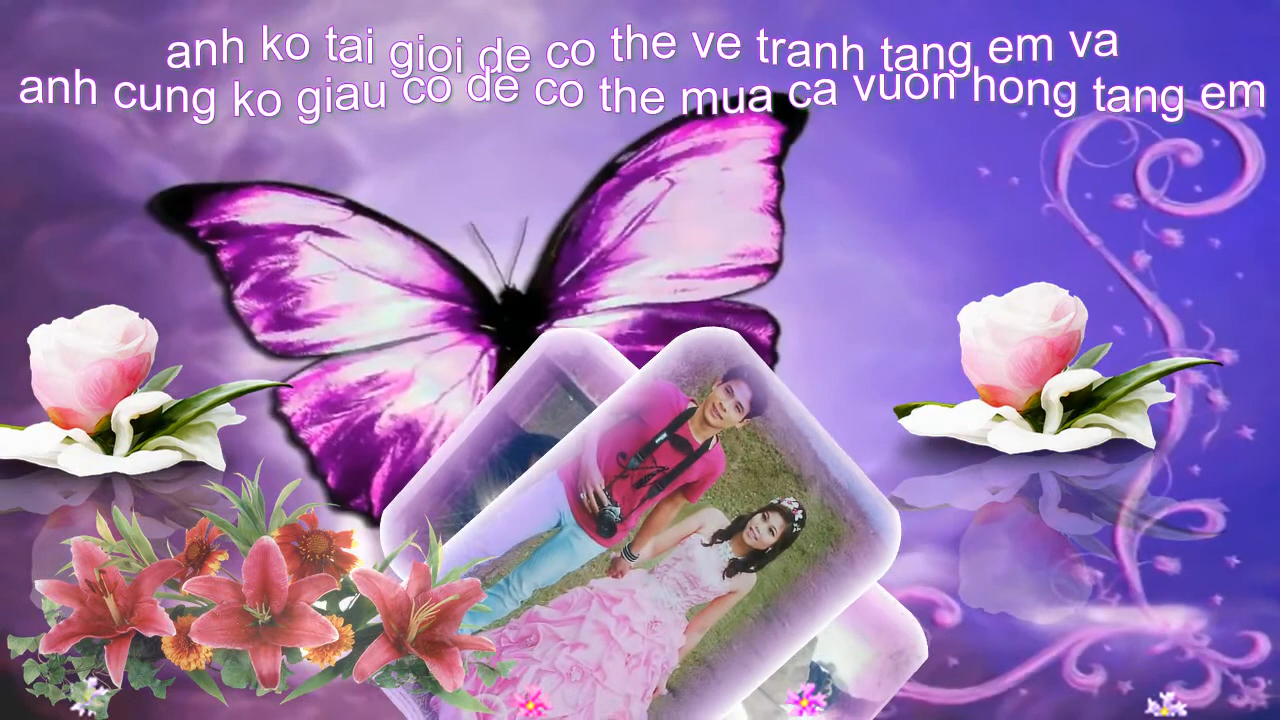 anh ko tai gioi de co the ve tranh tang em va
anh cung ko giau co de co the mua ca vuon hong tang em